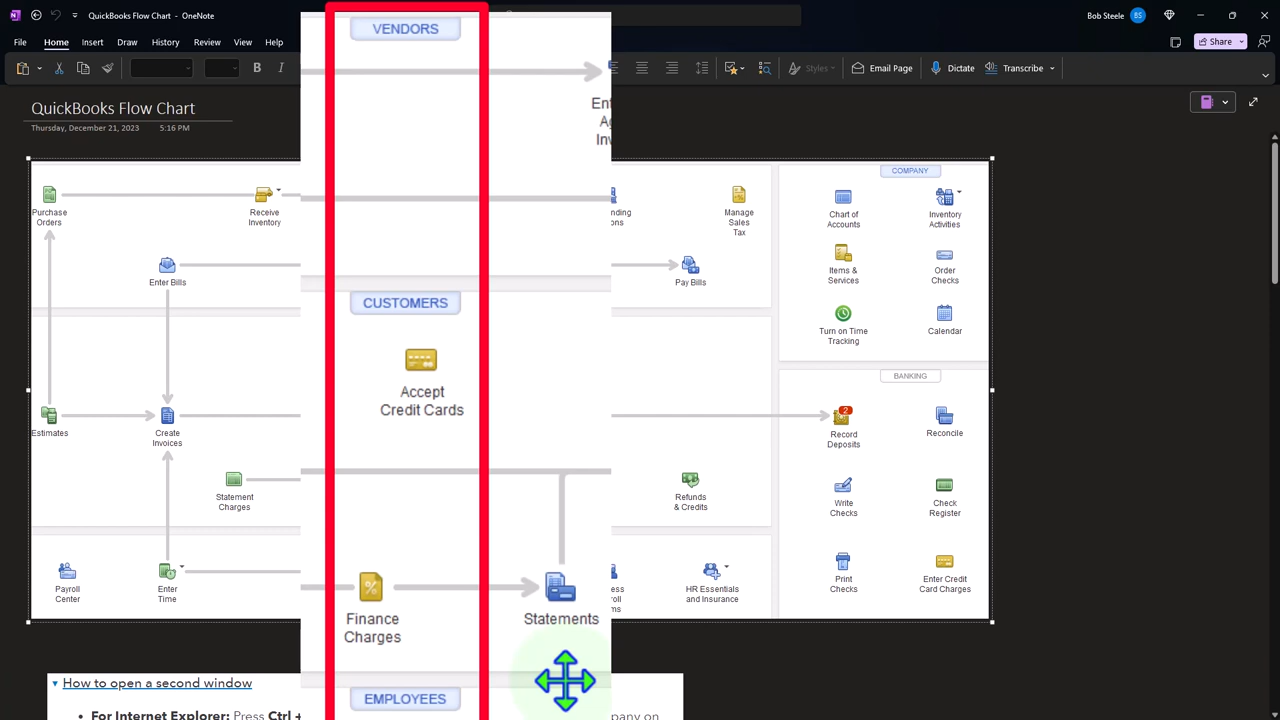 QuickBooks Flow Chart - OneNote
Bob Steele
BS
File
Home
Insert
Draw
History
Review
View
Help
Share
B
I
Styles
Email Page
Dictate
Transcribe
QuickBooks Flow Chart
Thursday, December 21, 2023
5:16 PM
VENDORS
COMPANY
Purchase
Orders
Receive
Inventory
Manage
Sales
Tax
Chart of
Accounts
Inventory
Activities
Enter Bills
Pay Bills
Items &
Services
Order
Checks
CUSTOMERS
Turn on Time
Tracking
Calendar
Accept
Credit Cards
BANKING
2
Estimates
Create
Invoices
Record
Deposits
Reconcile
Statement
Charges
Refunds
& Credits
Write
Checks
Check
Register
Payroll
Center
Enter
Time
Finance
Charges
Statements
HR Essentials
and Insurance
Print
Checks
Enter Credit
Card Charges
How to open a second window
EMPLOYEES
• For Internet Explorer: Press Ctrl +